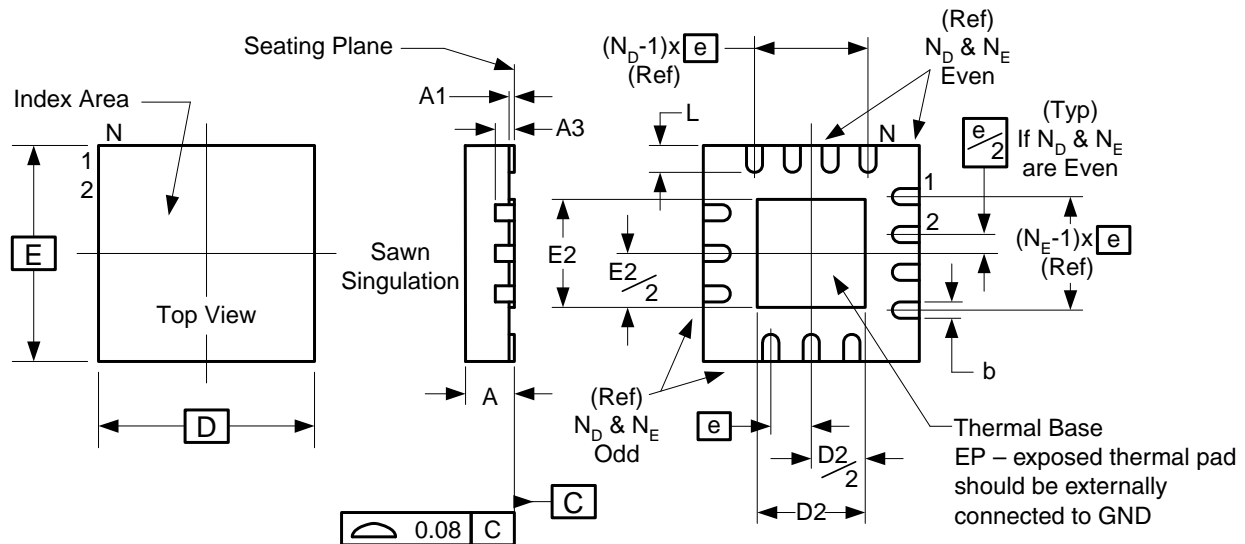 Seating Plane
Index Area
N
1
2
E
Top View
D
A1
A3
Sawn
Singulation
A
C
0.08 C
(N_D-1)x e
(Ref)
(Ref)
N_D & N_E
Even
L
N
e/2
(Typ)
If N_D & N_E
are Even
1
2
E2
E2/2
(N_E-1)x e
(Ref)
b
(Ref)
N_D & N_E
Odd
e
D2/2
D2
Thermal Base
EP – exposed thermal pad
should be externally
connected to GND